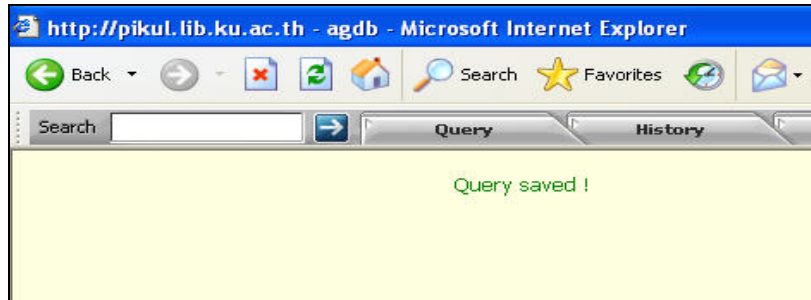 http://pikul.lib.ku.ac.th - agdb - Microsoft Internet Explorer
Back Search Favorites
Search Query History
Query saved !